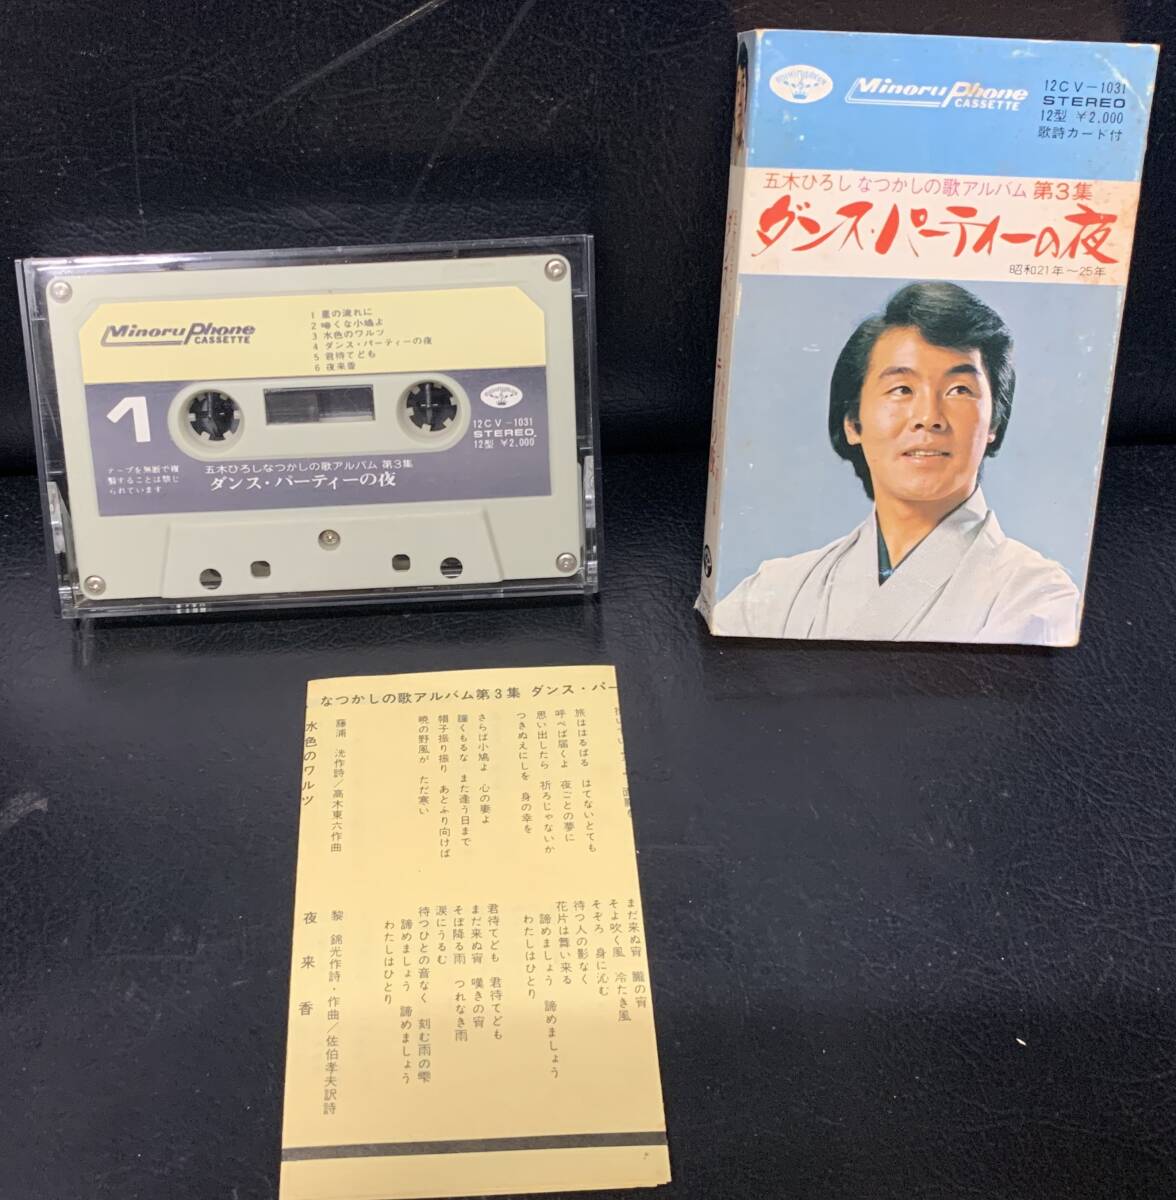 Minoru Phone
CASSETTE
1 星の流れに
2 啼くな小鳩よ
3 水色のワルツ
4 ダンス・パーティーの夜
5 君待てども
6 夜来香
1
12CV-1031
STEREO
12型 ¥2,000
テープを無断で複
製することは禁じ
られています
五木ひろしなつかしの歌アルバム 第3集
ダンス・パーティーの夜
Minoru Phone
CASSETTE
12CV-1031
STEREO
12型 ¥2,000
歌詩カード付
五木ひろし なつかしの歌アルバム 第3集
ダンス・パーティーの夜
昭和21年～25年
なつかしの歌アルバム第3集 ダンス・パー
旅ははるばる はてないとても
呼べば届くよ 夜ごとの夢に
思い出したら 祈ろじゃないか
つきぬえにしを 身の幸を
さらば小鳩よ 心の妻よ
瞳くもるな また逢う日まで
帽子振り振り あとふり向けば
暁の野風が ただ寒い
藤浦 洸作詩/高木東六作曲
水色のワルツ
まだ来ぬ宵 朧の宵
そよ吹く風 冷たき風
そぞろ 身に沁む
待つ人の影なく
花片は舞い来る
諦めましょう 諦めましょう
わたしはひとり
君待てども 君待てども
まだ来ぬ宵 嘆きの宵
そぼ降る雨 つれなき雨
涙にうるむ
待つひとの音なく 刻む雨の雫
諦めましょう 諦めましょう
わたしはひとり
黎 錦光作詩・作曲/佐伯孝夫訳詩
夜来香